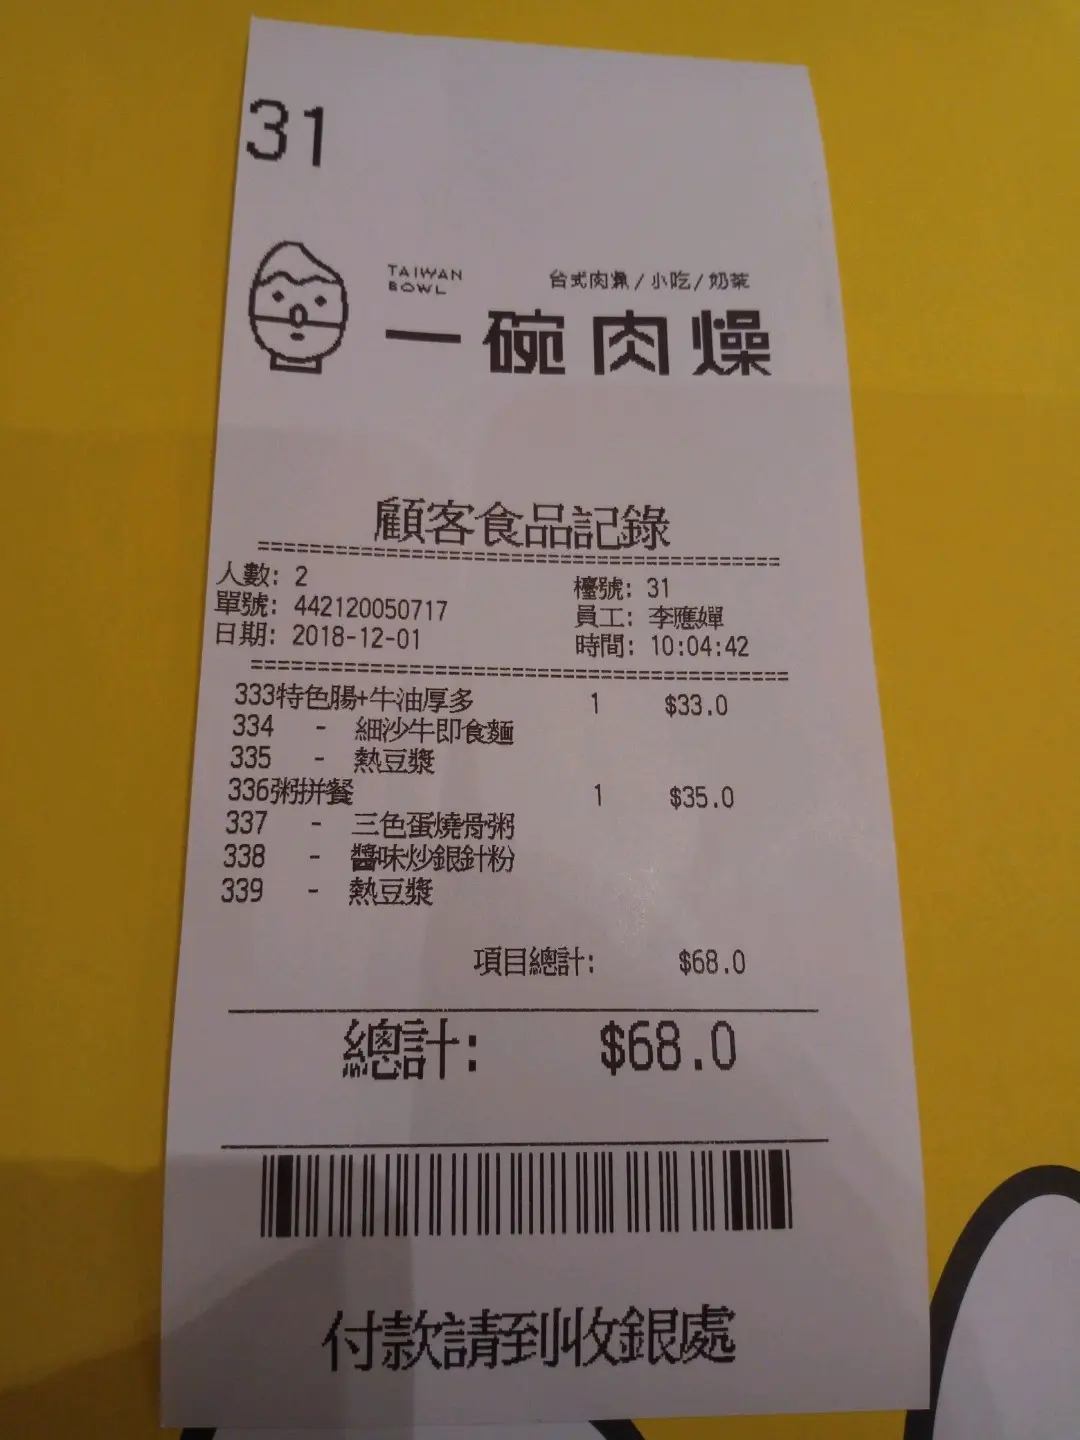 31
TAIWAN
BOWL
台式肉燥/小吃/奶茶
一碗肉燥
顧客食品記錄
人數: 2 檯號: 31
單號: 442120050717 員工: 李應嬋
日期: 2018-12-01 時間: 10:04:42
333特色腸+牛油厚多 1 $33.0
334 - 細沙牛即食麵
335 - 熱豆漿
336粥拼餐 1 $35.0
337 - 三色蛋燒骨粥
338 - 醬味炒銀針粉
339 - 熱豆漿
項目總計: $68.0
總計: $68.0
付款請到收銀處